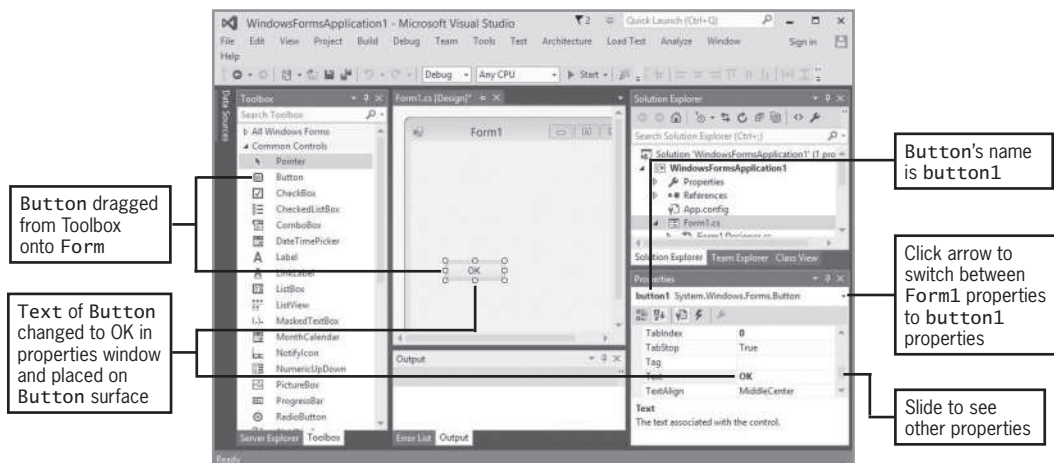 WindowsFormsApplication1 - Microsoft Visual Studio
2
Quick Launch (Ctrl+Q)
File Edit View Project Build Debug Team Tools Test Architecture Load Test Analyze Window Sign in
Help
Debug Any CPU Start
Data Sources
Toolbox
Search Toolbox
All Windows Forms
Common Controls
Pointer
Button
CheckBox
CheckedListBox
ComboBox
DateTimePicker
Label
LinkLabel
ListBox
ListView
MaskedTextBox
MonthCalendar
NotifyIcon
NumericUpDown
PictureBox
ProgressBar
RadioButton
Server Explorer Toolbox
Form1.cs [Design]*
Form1
OK
Output
Error List Output
Ready
Solution Explorer
Search Solution Explorer (Ctrl+;)
Solution 'WindowsFormsApplication1' (1 pro
WindowsFormsApplication1
Properties
References
App.config
Form1.cs
Form1.Designer.cs
Solution Explorer Team Explorer Class View
Properties
button1 System.Windows.Forms.Button
TabIndex 0
TabStop True
Tag
Text OK
TextAlign MiddleCenter
Text
The text associated with the control.
Button dragged
from Toolbox
onto Form
Text of Button
changed to OK in
properties window
and placed on
Button surface
Button's name
is button1
Click arrow to
switch between
Form1 properties
to button1
properties
Slide to see
other properties